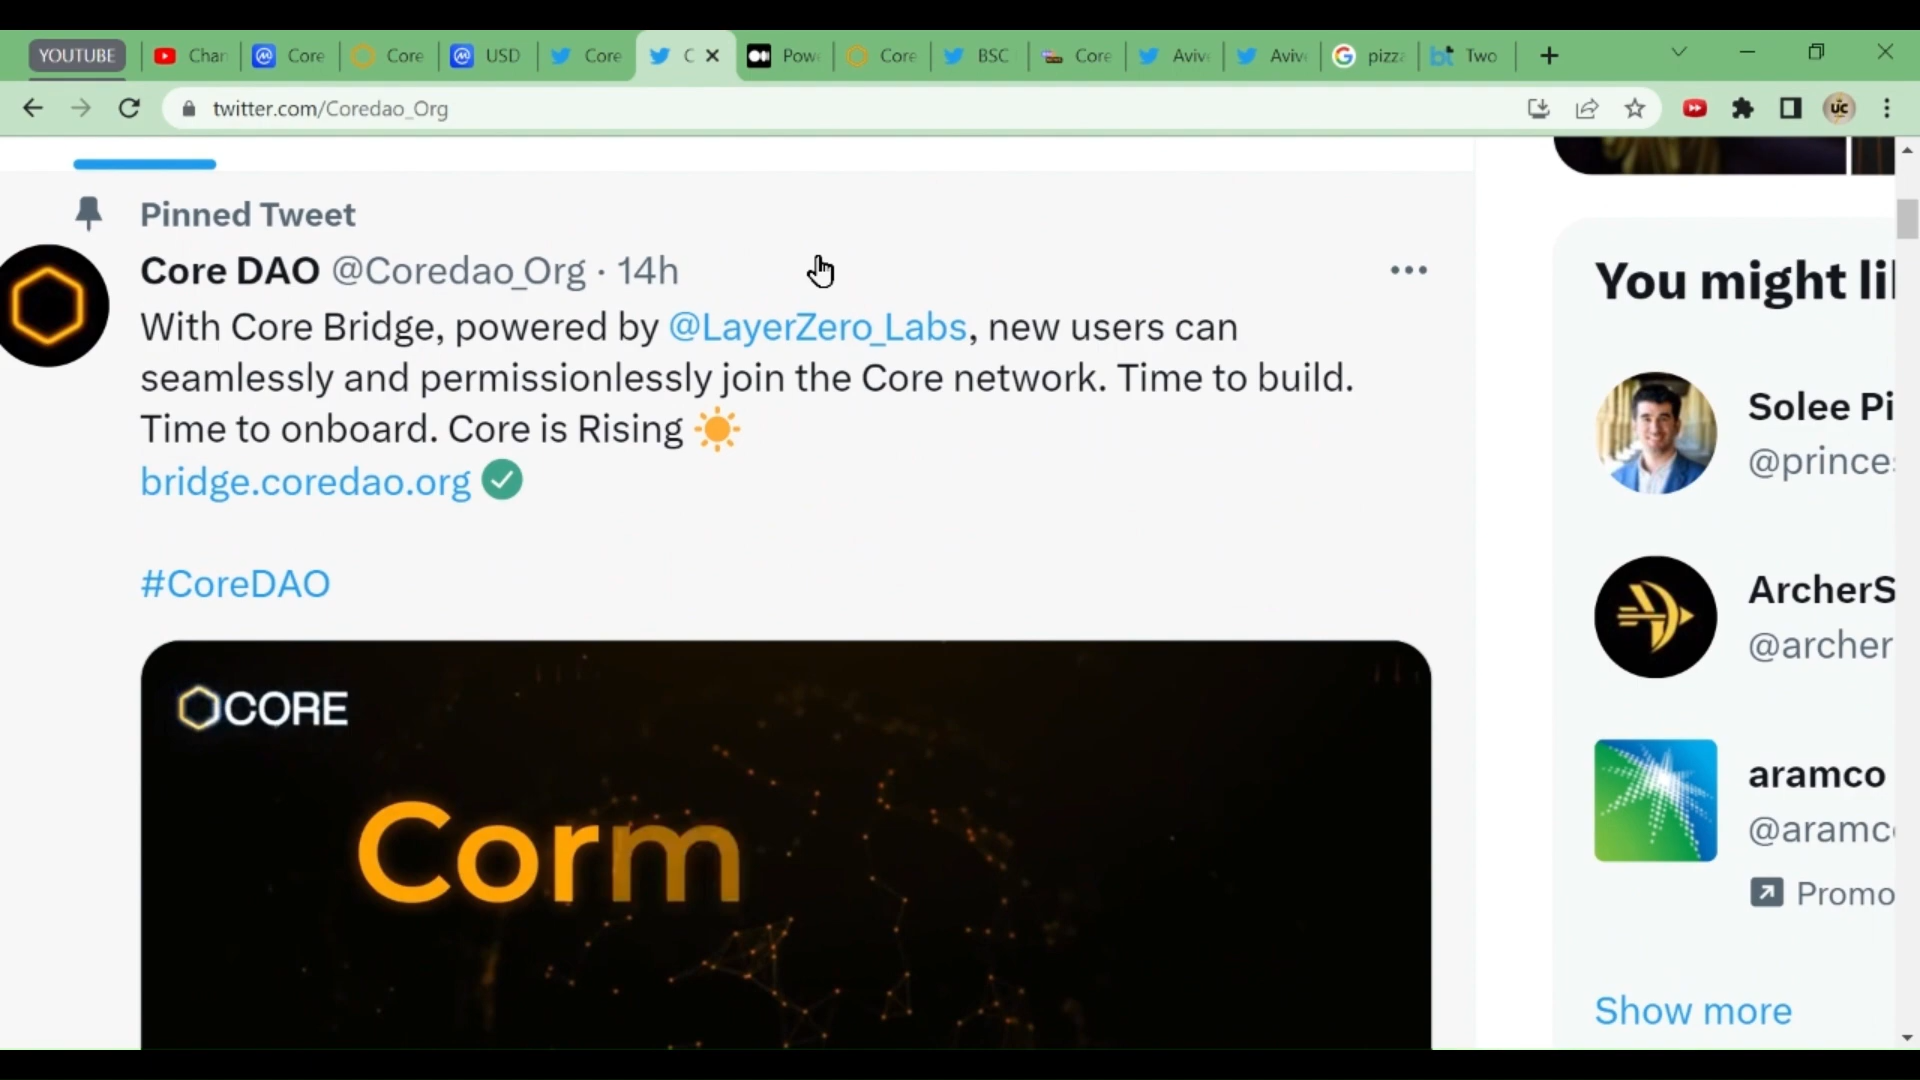 YOUTUBE
Chan
Core
Core
USD
Core
C
Pow
Core
BSC
Core
Aviv
Aviv
pizz
Two
twitter.com/Coredao_Org
UC
Pinned Tweet
Core DAO @Coredao_Org · 14h
With Core Bridge, powered by @LayerZero_Labs, new users can
seamlessly and permissionlessly join the Core network. Time to build.
Time to onboard. Core is Rising
bridge.coredao.org
#CoreDAO
CORE
Corm
You might li
Solee Pi
@prince
ArcherS
@archer
aramco
@aramc
Promo
Show more